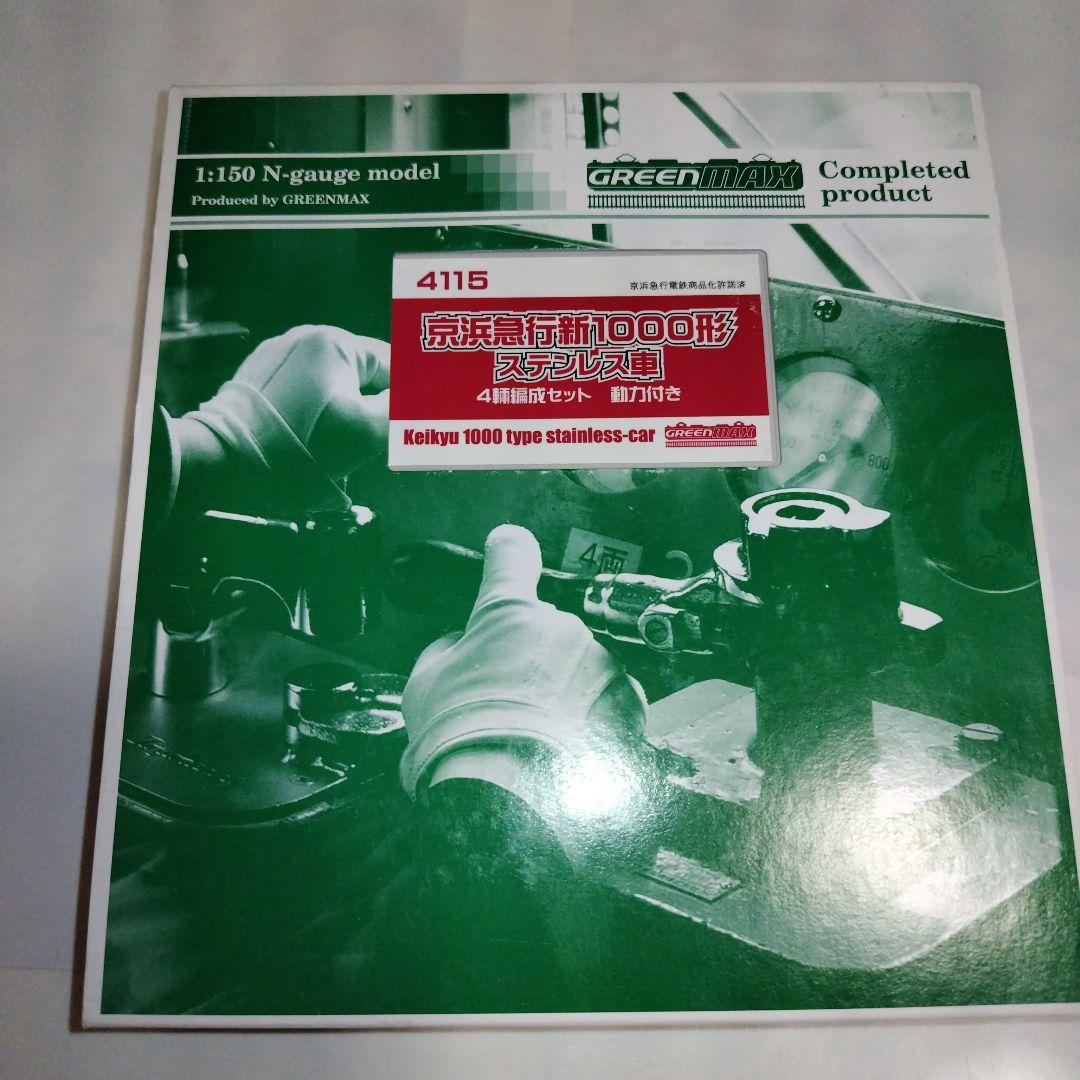 1:150 N-gauge model
Produced by GREENMAX
GREENMAX
Completed
product
4115
京浜急行電鉄商品化許諾済
京浜急行新1000形
ステンレス車
4輌編成セット 動力付き
Keikyu 1000 type stainless-car
GREENMAX
4両
800